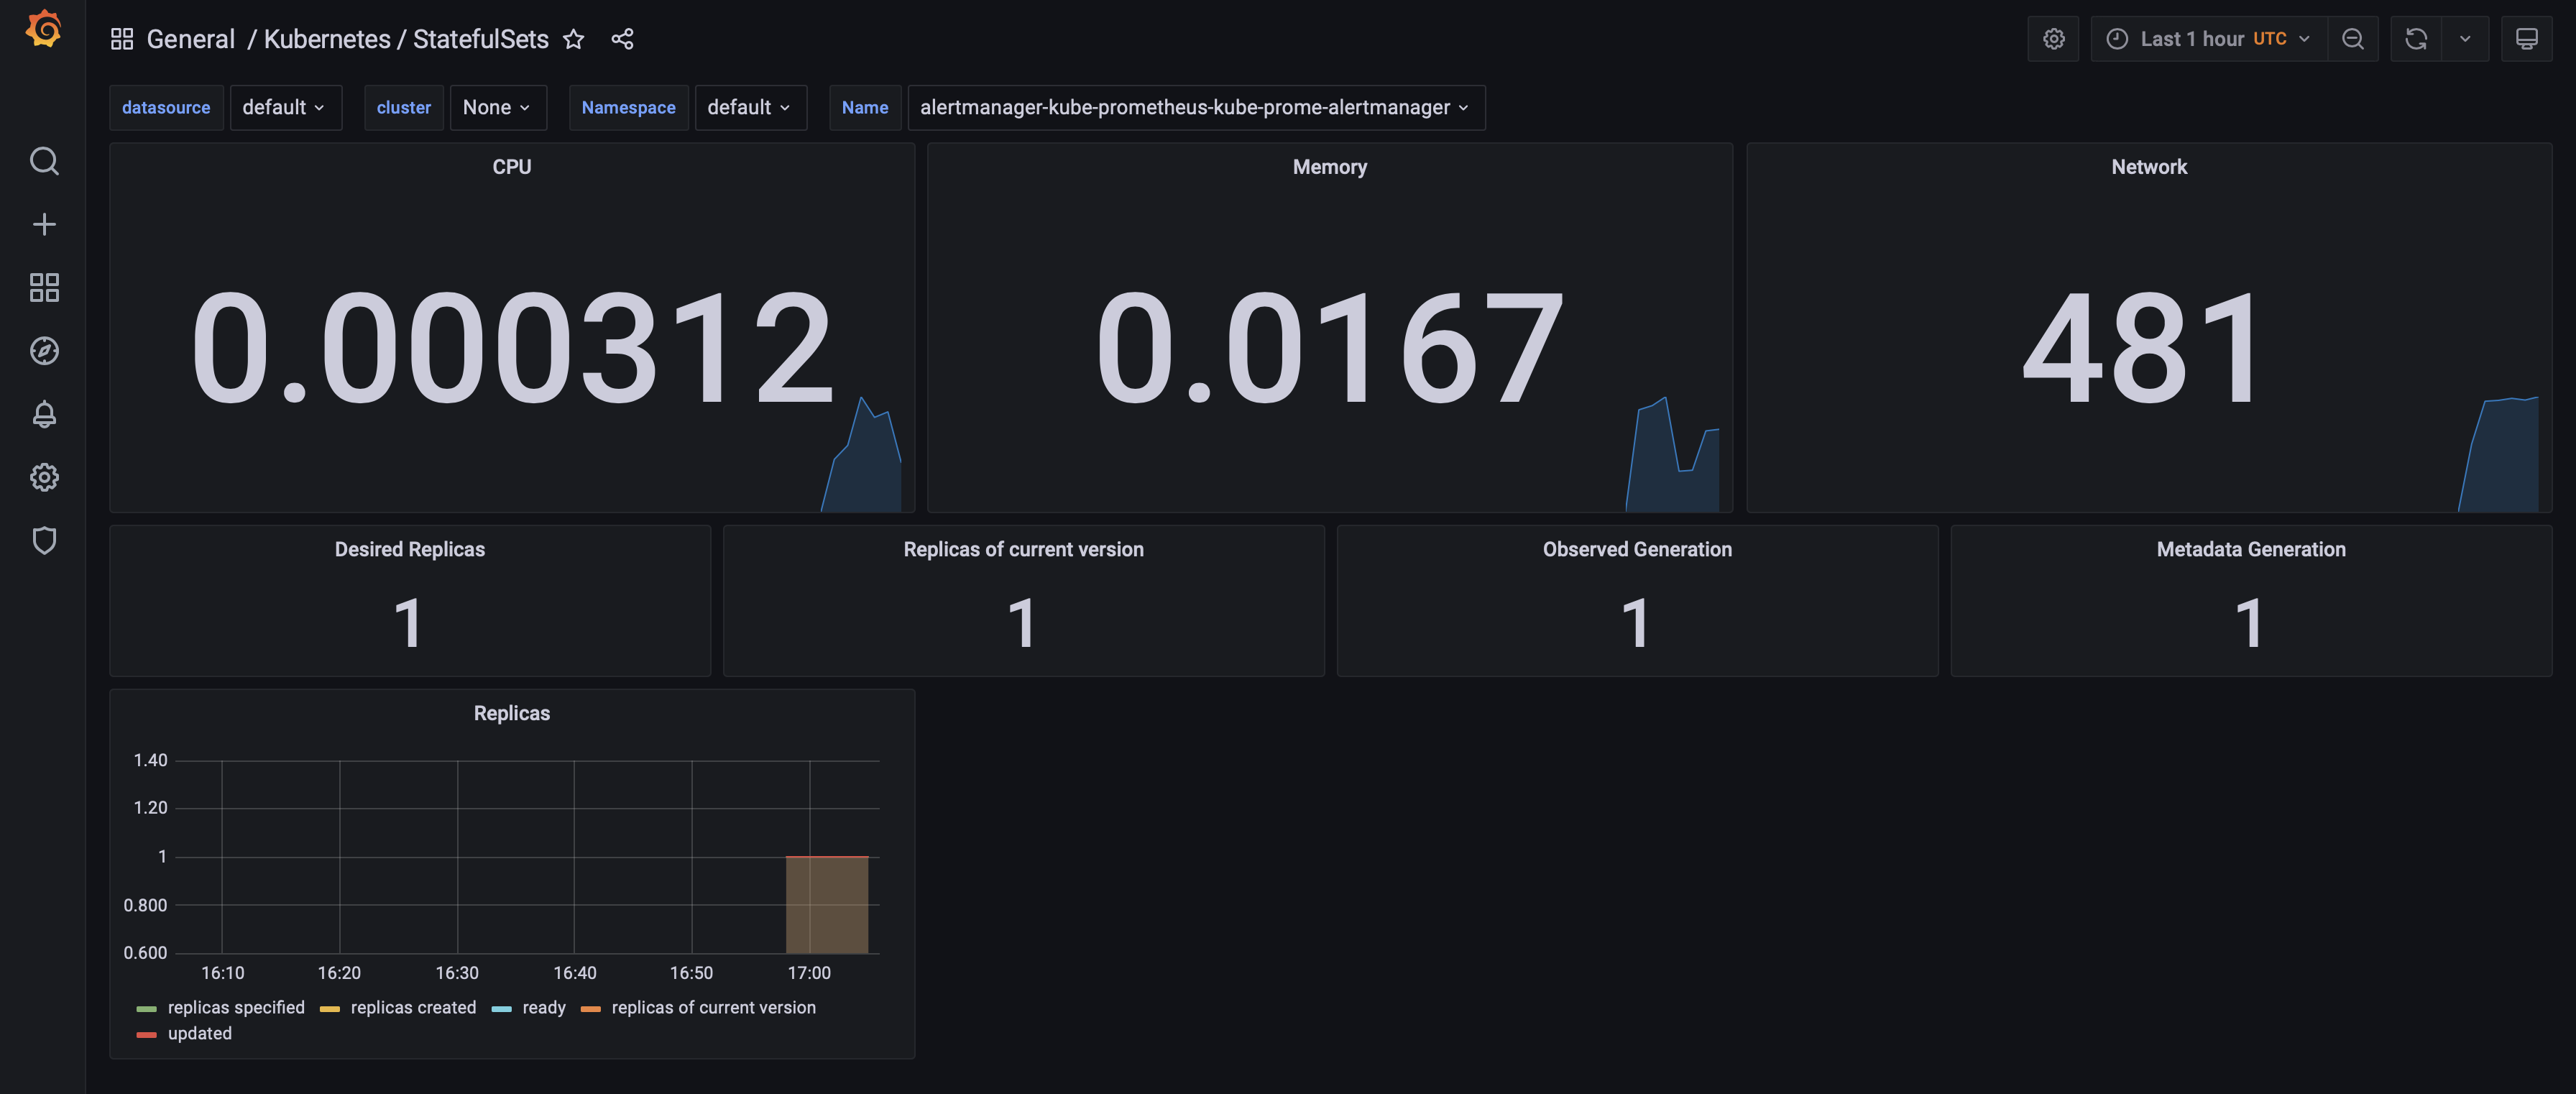 General / Kubernetes / StatefulSets
Last 1 hour UTC
datasource default cluster None Namespace default Name alertmanager-kube-prometheus-kube-prome-alertmanager
CPU
0.000312
Memory
0.0167
Network
481
Desired Replicas
1
Replicas of current version
1
Observed Generation
1
Metadata Generation
1
Replicas
1.40
1.20
1
0.800
0.600
16:10 16:20 16:30 16:40 16:50 17:00
replicas specified replicas created ready replicas of current version
updated